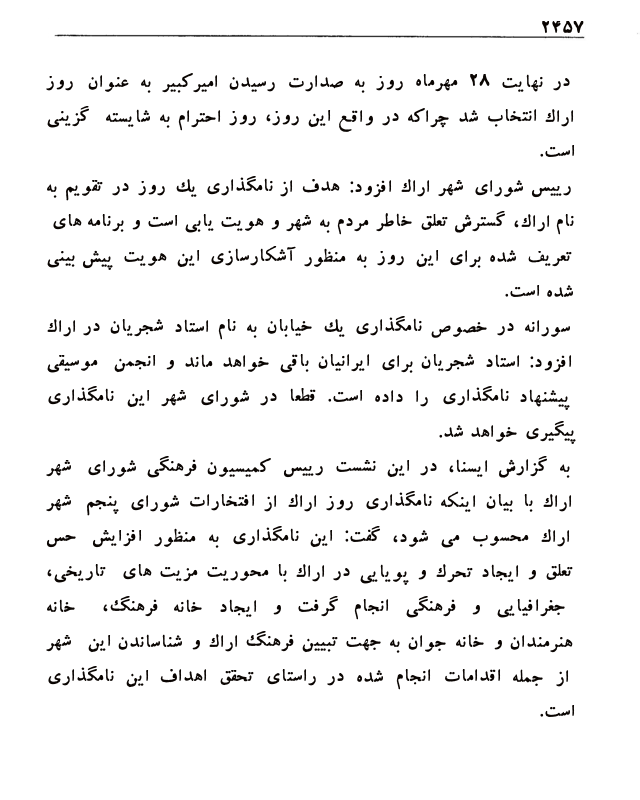 ۲۴۵۷
در نهایت ۲۸ مهرماه روز به صدارت رسیدن امیرکبیر به عنوان روز
اراك انتخاب شد چراکه در واقع این روز، روز احترام به شایسته گزینی
است.
رییس شورای شهر اراك افزود: هدف از نامگذاری یك روز در تقویم به
نام اراك، گسترش تعلق خاطر مردم به شهر و هویت یابی است و برنامه های
تعریف شده برای این روز به منظور آشکارسازی این هویت پیش بینی
شده است.
سورانه در خصوص نامگذاری یك خیابان به نام استاد شجریان در اراك
افزود: استاد شجریان برای ایرانیان باقی خواهد ماند و انجمن موسیقی
پیشنهاد نامگذاری را داده است. قطعا در شورای شهر این نامگذاری
پیگیری خواهد شد.
به گزارش ایسنا، در این نشست رییس کمیسیون فرهنگی شورای شهر
اراك با بیان اینکه نامگذاری روز اراك از افتخارات شورای پنجم شهر
اراك محسوب می شود، گفت: این نامگذاری به منظور افزایش حس
تعلق و ایجاد تحرك و پویایی در اراك با محوریت مزیت های تاریخی،
جغرافیایی و فرهنگی انجام گرفت و ایجاد خانه فرهنگ، خانه
هنرمندان و خانه جوان به جهت تبیین فرهنگ اراك و شناساندن این شهر
از جمله اقدامات انجام شده در راستای تحقق اهداف این نامگذاری
است.